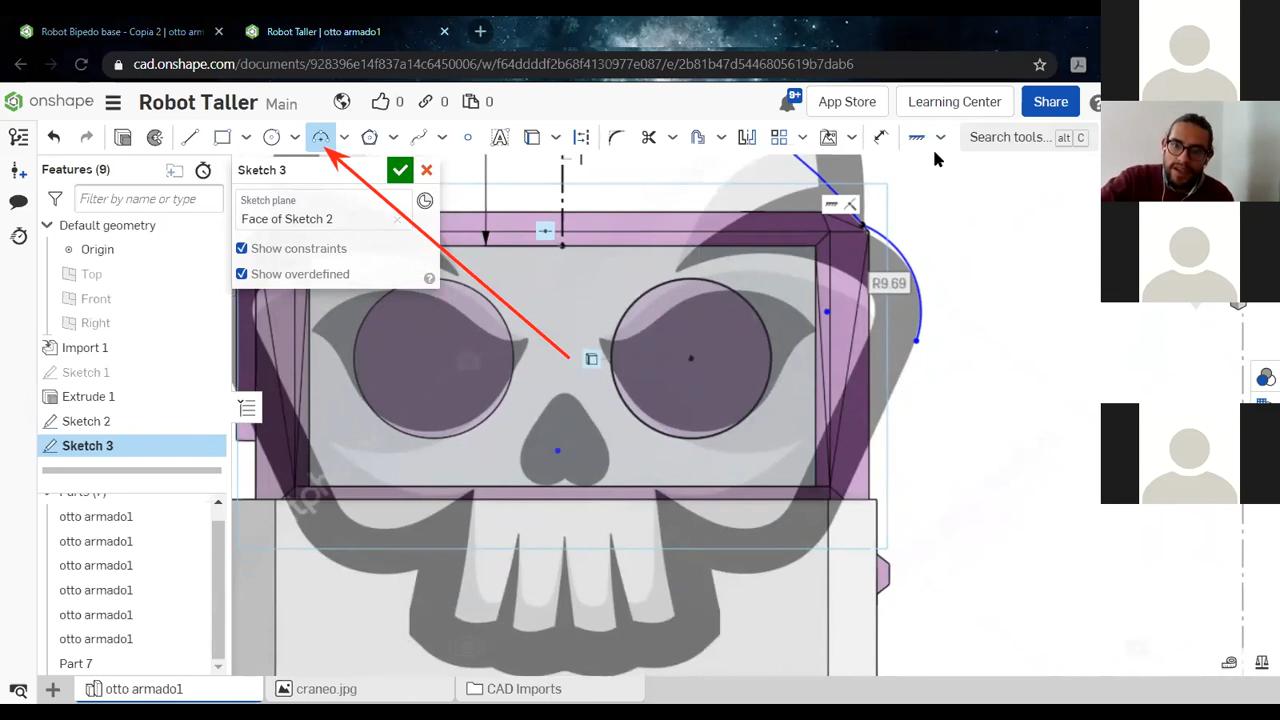 Robot Bipedo base - Copia 2 | otto arm
Robot Taller | otto armado1
cad.onshape.com/documents/928396e14f837a14c6450006/w/f64ddddf2b68f4130977e087/e/2b81b47d5446805619b7dab6
onshape
Robot Taller Main
0
0
0
9+
App Store
Learning Center
Share
Search tools... alt C
Features (9)
Filter by name or type
Default geometry
Origin
Top
Front
Right
Import 1
Sketch 1
Extrude 1
Sketch 2
Sketch 3
Sketch 3
Sketch plane
Face of Sketch 2
Show constraints
Show overdefined
R9.69
Parts (7)
otto armado1
otto armado1
otto armado1
otto armado1
otto armado1
otto armado1
Part 7
otto armado1
craneo.jpg
CAD Imports